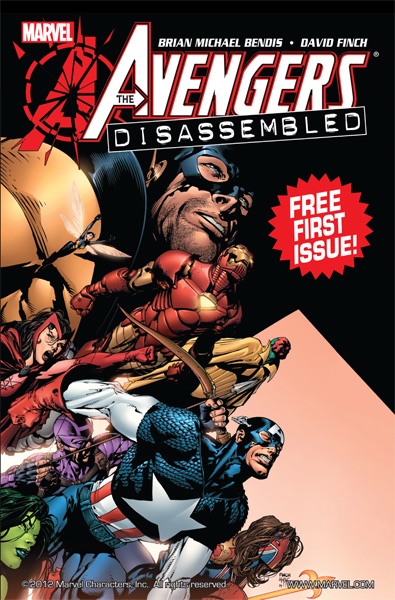 MARVEL
BRIAN MICHAEL BENDIS • DAVID FINCH
THE AVENGERS®
DISASSEMBLED
FREE
FIRST
ISSUE!
FINCH
©2012 Marvel Characters, Inc. All rights reserved. WWW.MARVEL.COM